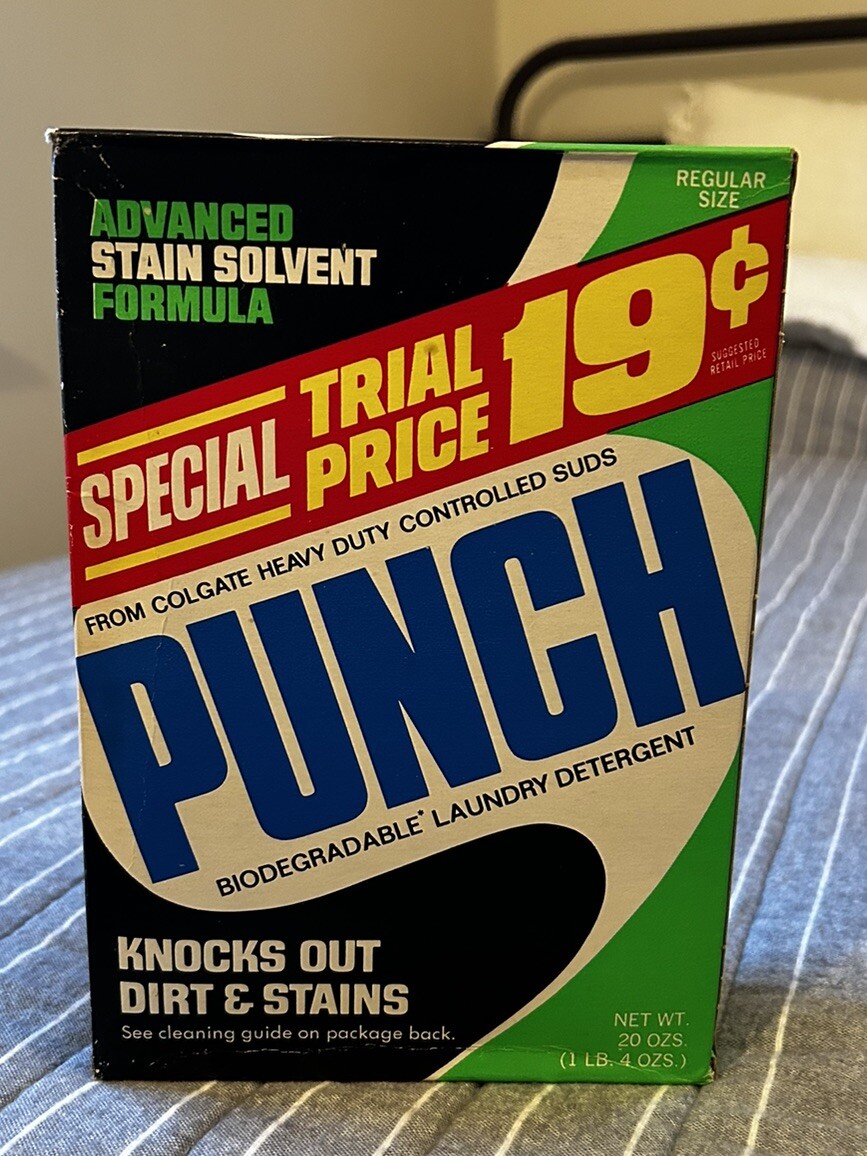 REGULAR
SIZE
ADVANCED
STAIN SOLVENT
FORMULA
SPECIAL
TRIAL
PRICE
19¢
SUGGESTED
RETAIL PRICE
FROM COLGATE HEAVY DUTY CONTROLLED SUDS
PUNCH
BIODEGRADABLE* LAUNDRY DETERGENT
KNOCKS OUT
DIRT & STAINS
See cleaning guide on package back.
NET WT.
20 OZS.
(1 LB. 4 OZS.)